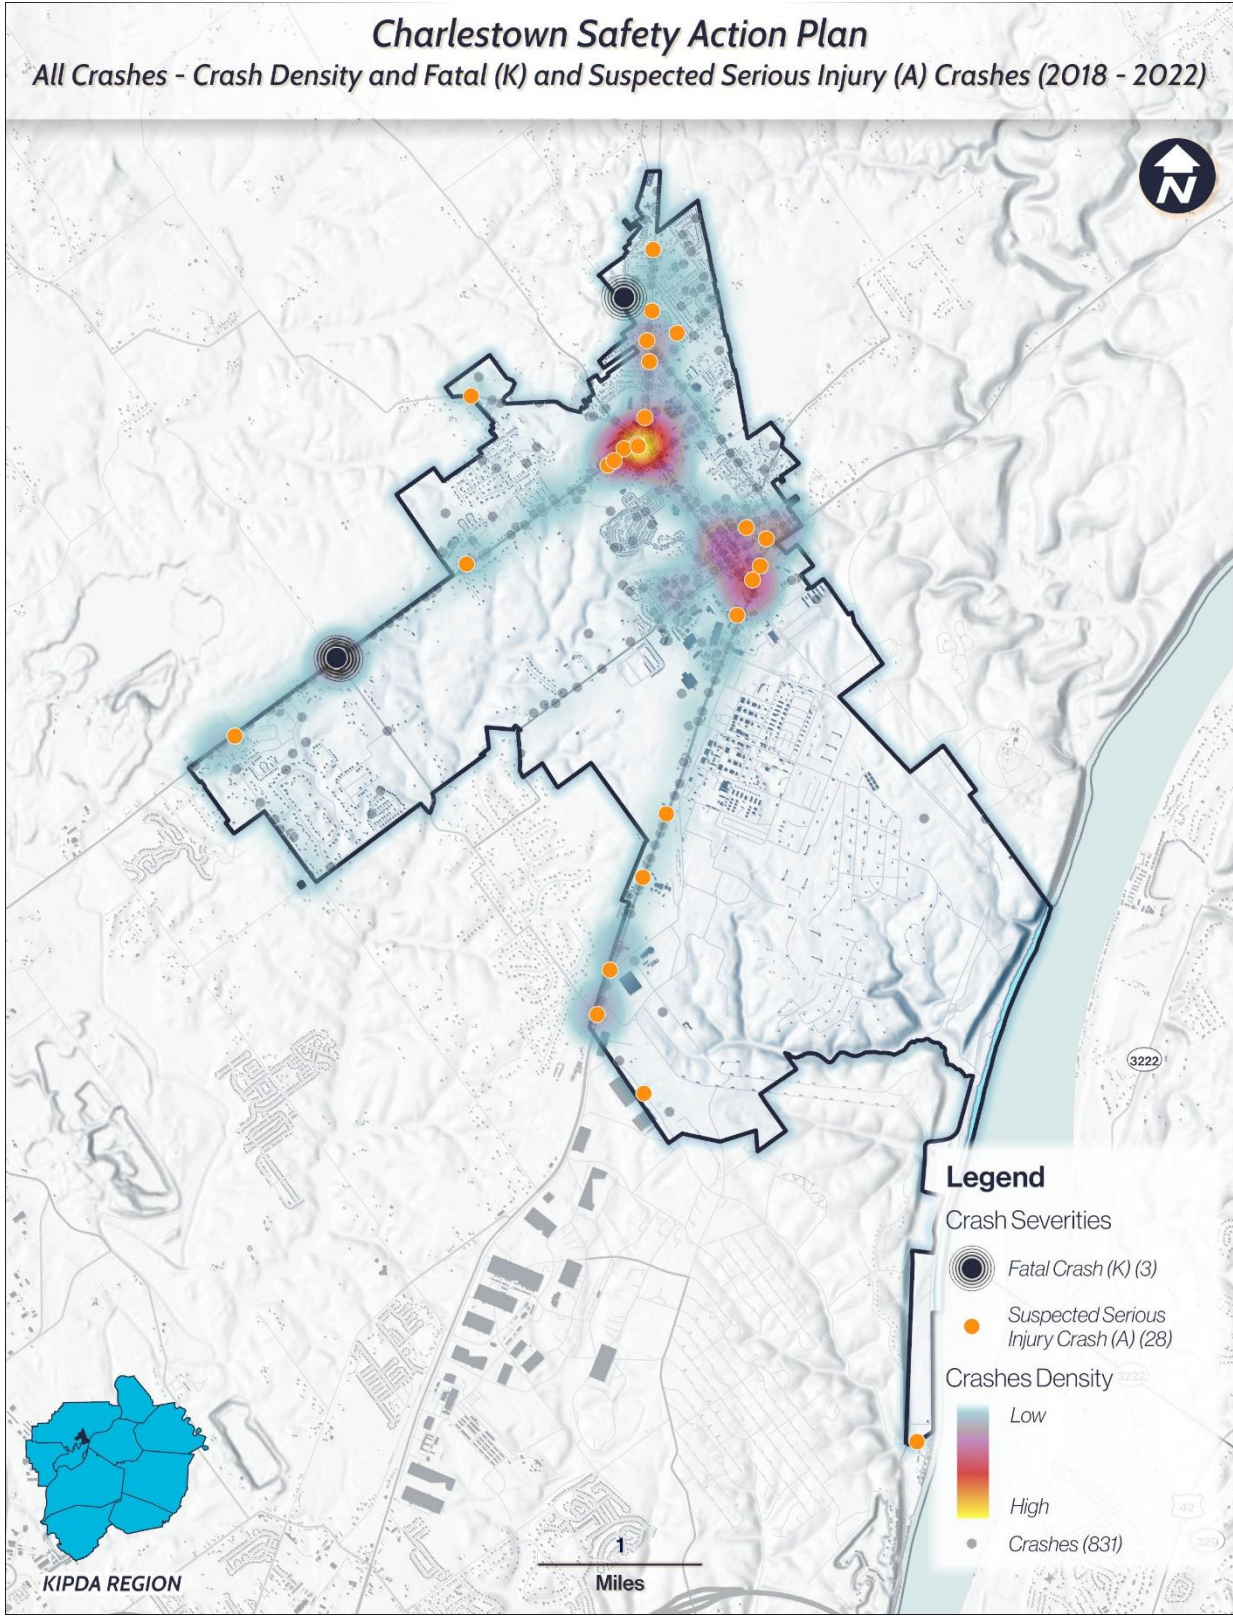 Charlestown Safety Action Plan
All Crashes - Crash Density and Fatal (K) and Suspected Serious Injury (A) Crashes (2018 - 2022)
N
3222
Legend
Crash Severities
Fatal Crash (K) (3)
Suspected Serious
Injury Crash (A) (28)
Crashes Density
3222
Low
High
42
Crashes (831)
329
KIPDA REGION
1
Miles